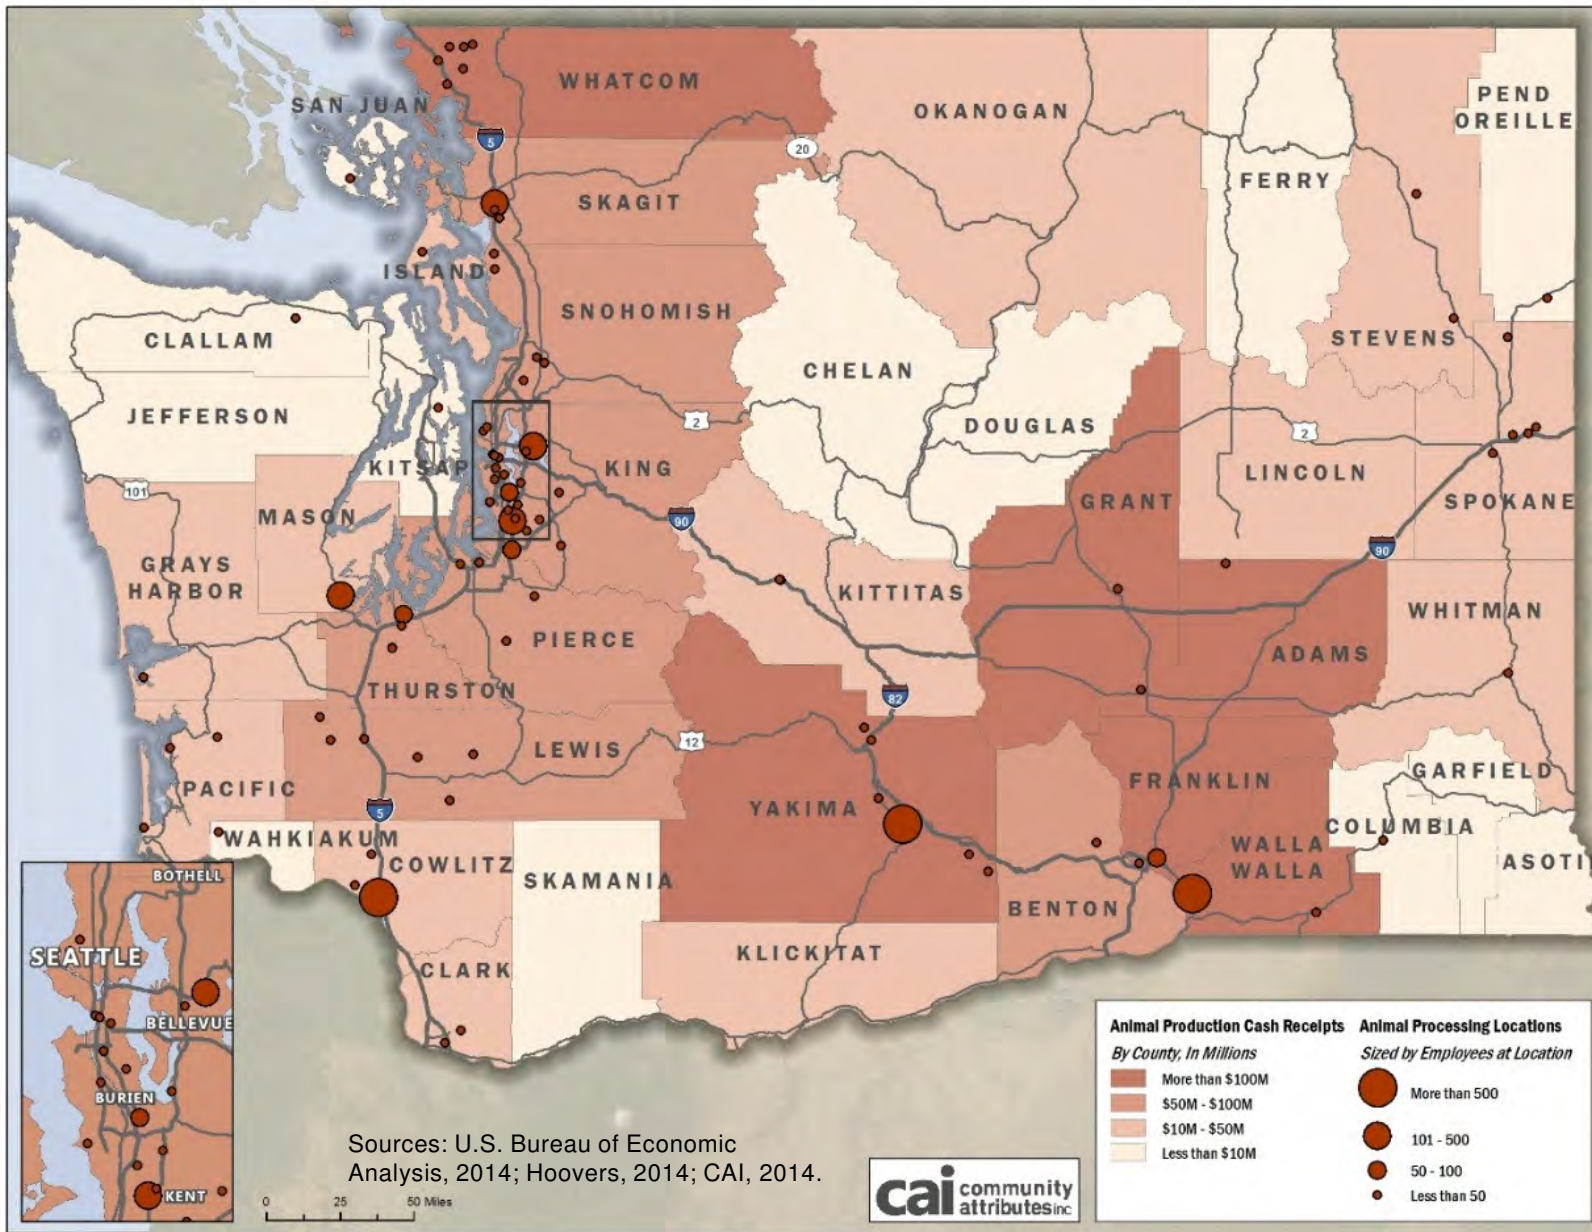 WHATCOM
SAN JUAN
OKANOGAN
PEND
OREILLE
5
20
FERRY
SKAGIT
ISLAND
SNOHOMISH
CLALLAM
STEVENS
CHELAN
JEFFERSON
2
DOUGLAS
2
KITSAP
KING
LINCOLN
101
GRANT
SPOKANE
MASON
90
90
GRAYS
HARBOR
KITTITAS
WHITMAN
PIERCE
ADAMS
THURSTON
82
12
LEWIS
GARFIELD
PACIFIC
FRANKLIN
YAKIMA
5
COLUMBIA
WAHKIAKUM
WALLA
WALLA
COWLITZ
ASOTI
SKAMANIA
BENTON
KLICKITAT
CLARK
BOTHELL
SEATTLE
BELLEVUE
BURIEN
KENT
Animal Production Cash Receipts
By County, In Millions
More than $100M
$50M - $100M
$10M - $50M
Less than $10M
Animal Processing Locations
Sized by Employees at Location
More than 500
101 - 500
50 - 100
Less than 50
Sources: U.S. Bureau of Economic
Analysis, 2014; Hoovers, 2014; CAI, 2014.
0 25 50 Miles
cai community
attributes inc